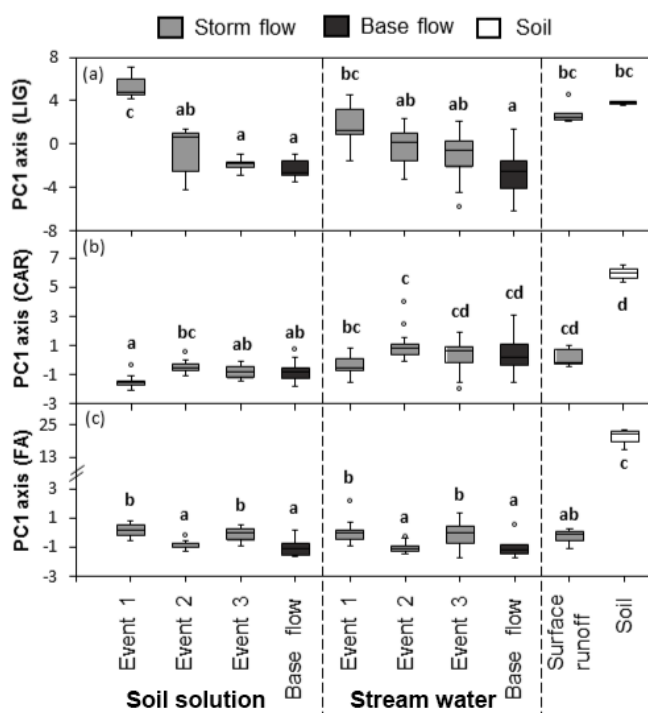 Storm flow Base flow Soil
(a)
PC1 axis (LIG)
8
4
0
-4
-8
c ab a a bc ab ab a bc bc
(b)
PC1 axis (CAR)
7
5
3
1
-1
-3
a bc ab ab bc c cd cd cd d
(c)
PC1 axis (FA)
25
13
3
1
-1
-3
b a b a b a b a ab c
Event 1 Event 2 Event 3 Base flow Event 1 Event 2 Event 3 Base flow Surface runoff Soil
Soil solution Stream water